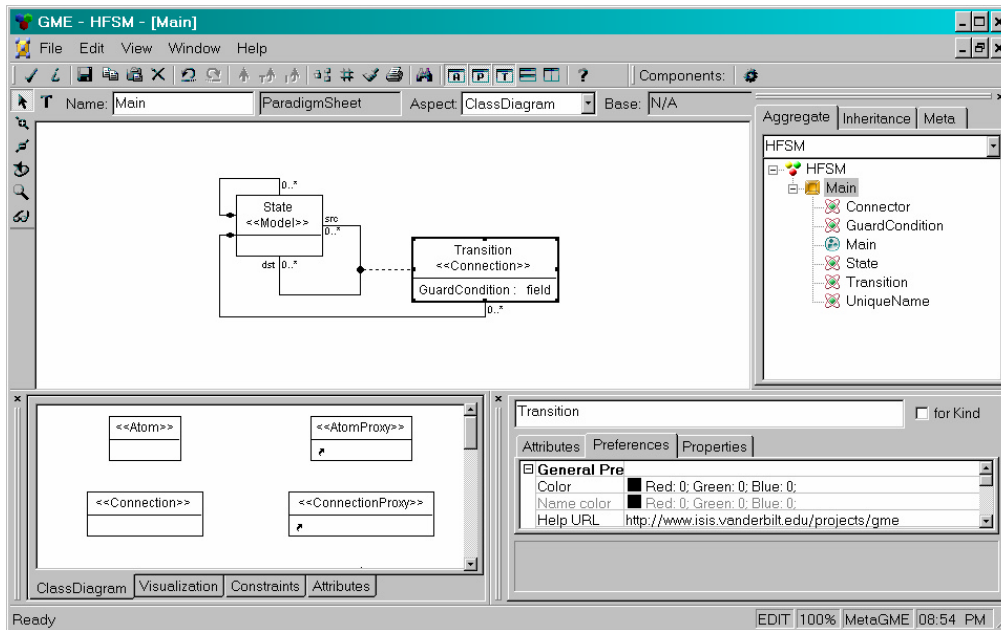 GME - HFSM - [Main]
File Edit View Window Help
Components:
Name: Main ParadigmSheet Aspect: ClassDiagram Base: N/A
Aggregate Inheritance Meta
HFSM
HFSM
Main
Connector
GuardCondition
Main
State
Transition
UniqueName
0..*
State
<<Model>>
src
0..*
dst 0..*
Transition
<<Connection>>
GuardCondition : field
0..*
<<Atom>>
<<AtomProxy>>
<<Connection>>
<<ConnectionProxy>>
ClassDiagram Visualization Constraints Attributes
Transition
for Kind
Attributes Preferences Properties
General Pre
Color Red: 0; Green: 0; Blue: 0;
Name color Red: 0; Green: 0; Blue: 0;
Help URL http://www.isis.vanderbilt.edu/projects/gme
Ready
EDIT 100% MetaGME 08:54 PM